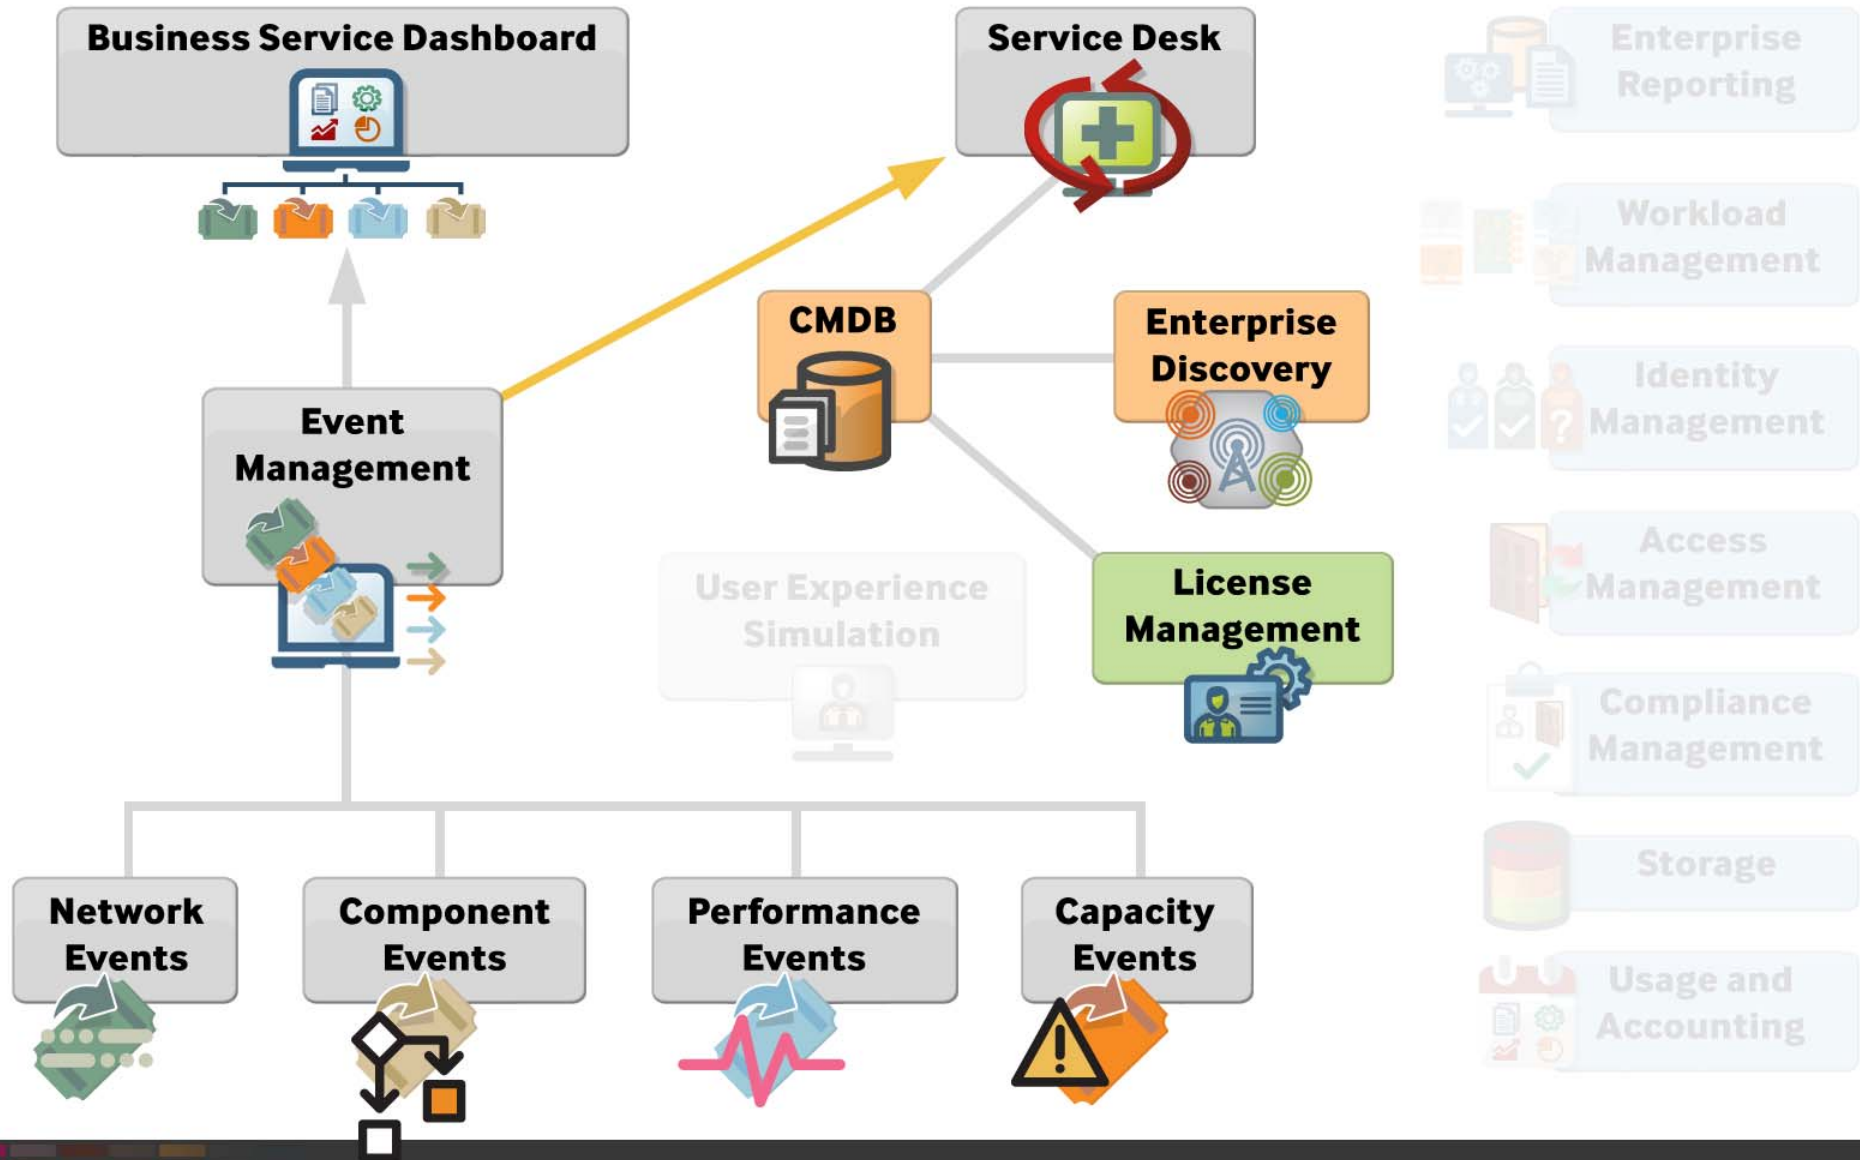 Business Service Dashboard
Service Desk
Enterprise
Reporting
Workload
Management
CMDB
Enterprise
Discovery
Identity
Management
Event
Management
Access
Management
User Experience
Simulation
License
Management
Compliance
Management
Storage
Network
Events
Component
Events
Performance
Events
Capacity
Events
Usage and
Accounting